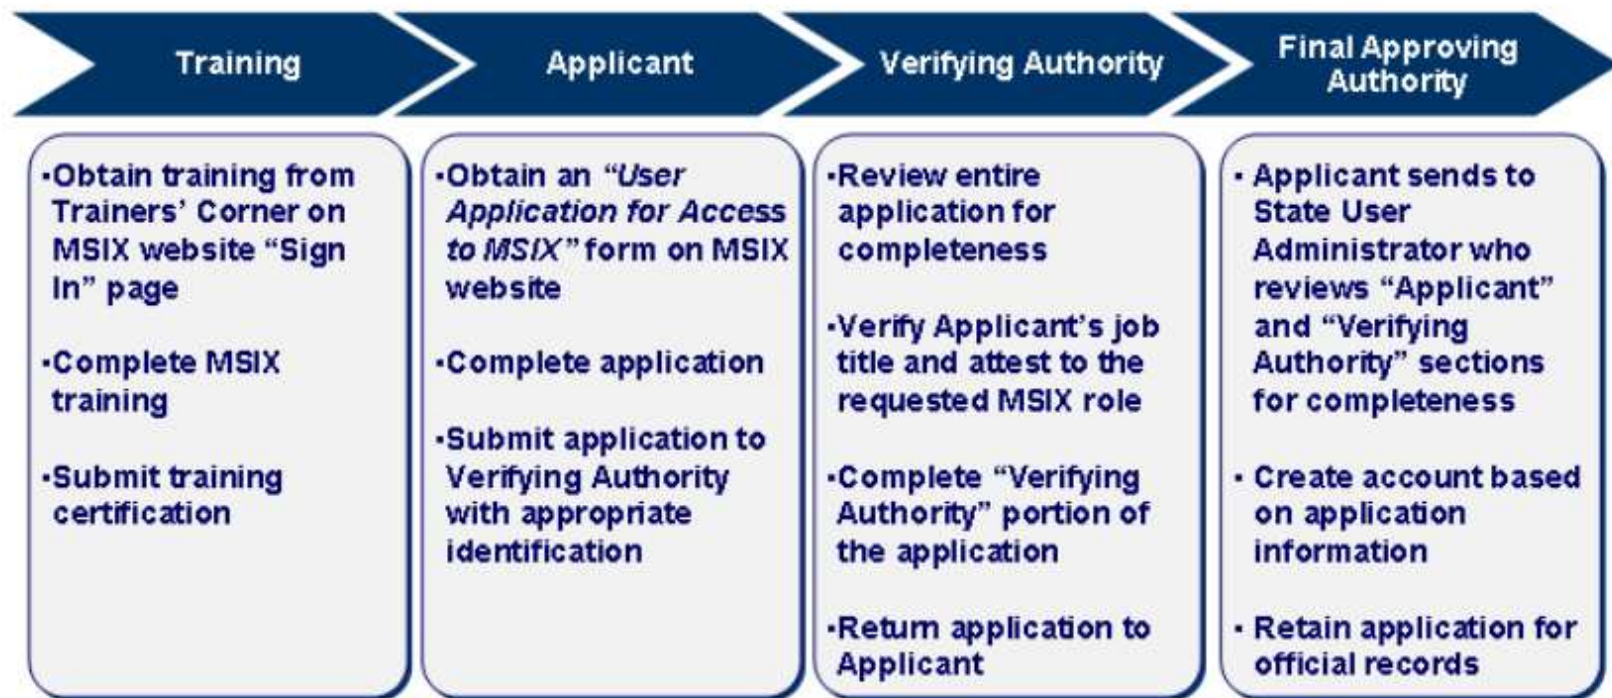 Training
Applicant
Verifying Authority
Final Approving
Authority
▪Obtain training from
Trainers’ Corner on
MSIX website “Sign
In” page
▪Complete MSIX
training
▪Submit training
certification
▪Obtain an “User
Application for Access
to MSIX” form on MSIX
website
▪Complete application
▪Submit application to
Verifying Authority
with appropriate
identification
▪Review entire
application for
completeness
▪Verify Applicant’s job
title and attest to the
requested MSIX role
▪Complete “Verifying
Authority” portion of
the application
▪Return application to
Applicant
▪ Applicant sends to
State User
Administrator who
reviews “Applicant”
and “Verifying
Authority” sections
for completeness
▪ Create account based
on application
information
▪ Retain application for
official records